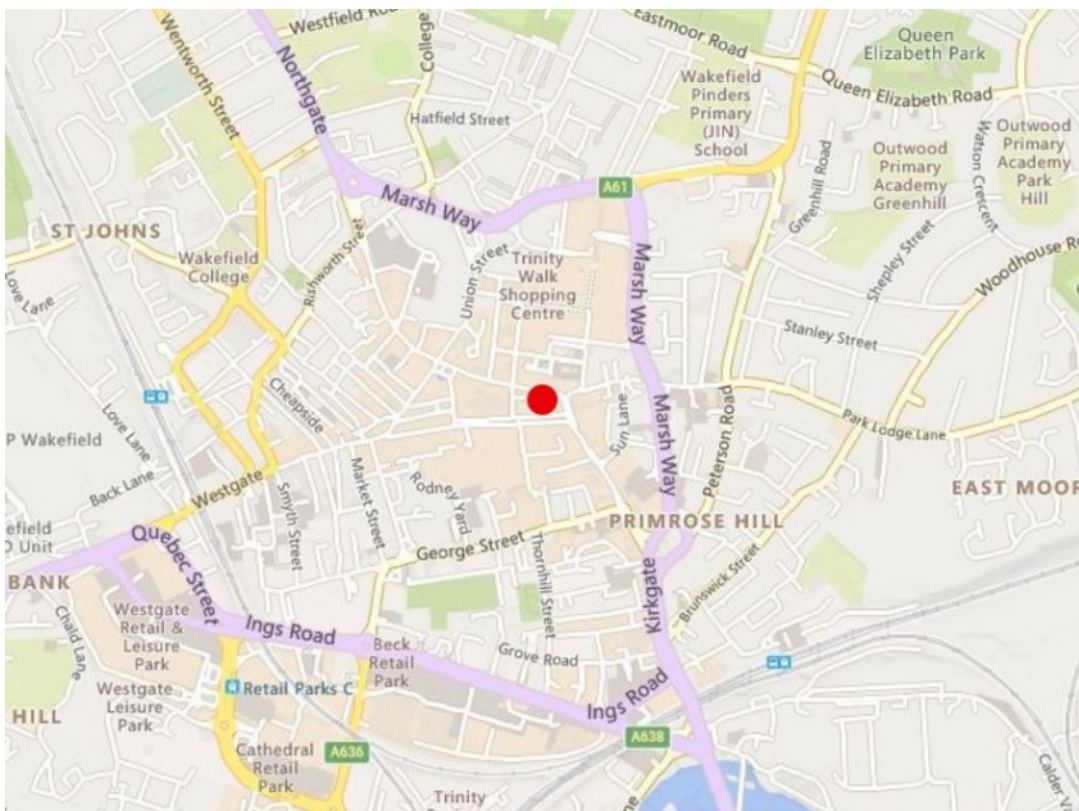 Westfield Road
College
Eastmoor Road
Queen
Elizabeth Park
Wentworth Street
Northgate
Hatfield Street
Wakefield
Pinders
Primary
(JIN)
School
Queen Elizabeth Road
Watson Crescent
Outwood
Primary
Academy
Park
Hill
Greenhill Road
Outwood
Primary
Academy
Greenhill
A61
Marsh Way
ST JOHNS
Wakefield
College
Rushworth Street
Union Street
Trinity
Walk
Shopping
Centre
Marsh Way
Shepley Street
Woodhouse Ro
Love Lane
Stanley Street
Cheapside
Marsh Way
Sun Lane
Peterson Road
Park Lodge Lane
P Wakefield
Love Lane
Back Lane
Westgate
Smyth Street
Market Street
Rodney Yard
EAST MOOR
efield
D Unit
Quebec Street
George Street
PRIMROSE HILL
BANK
Thornhill Street
Kirkgate
Brunswick Street
Chald Lane
Westgate
Retail &
Leisure
Park
Ings Road
Beck
Retail
Park
Grove Road
Westgate
Leisure
Park
Retail Parks C
Ings Road
HILL
A638
Cathedral
Retail
Park
A636
Trinity
Calder V